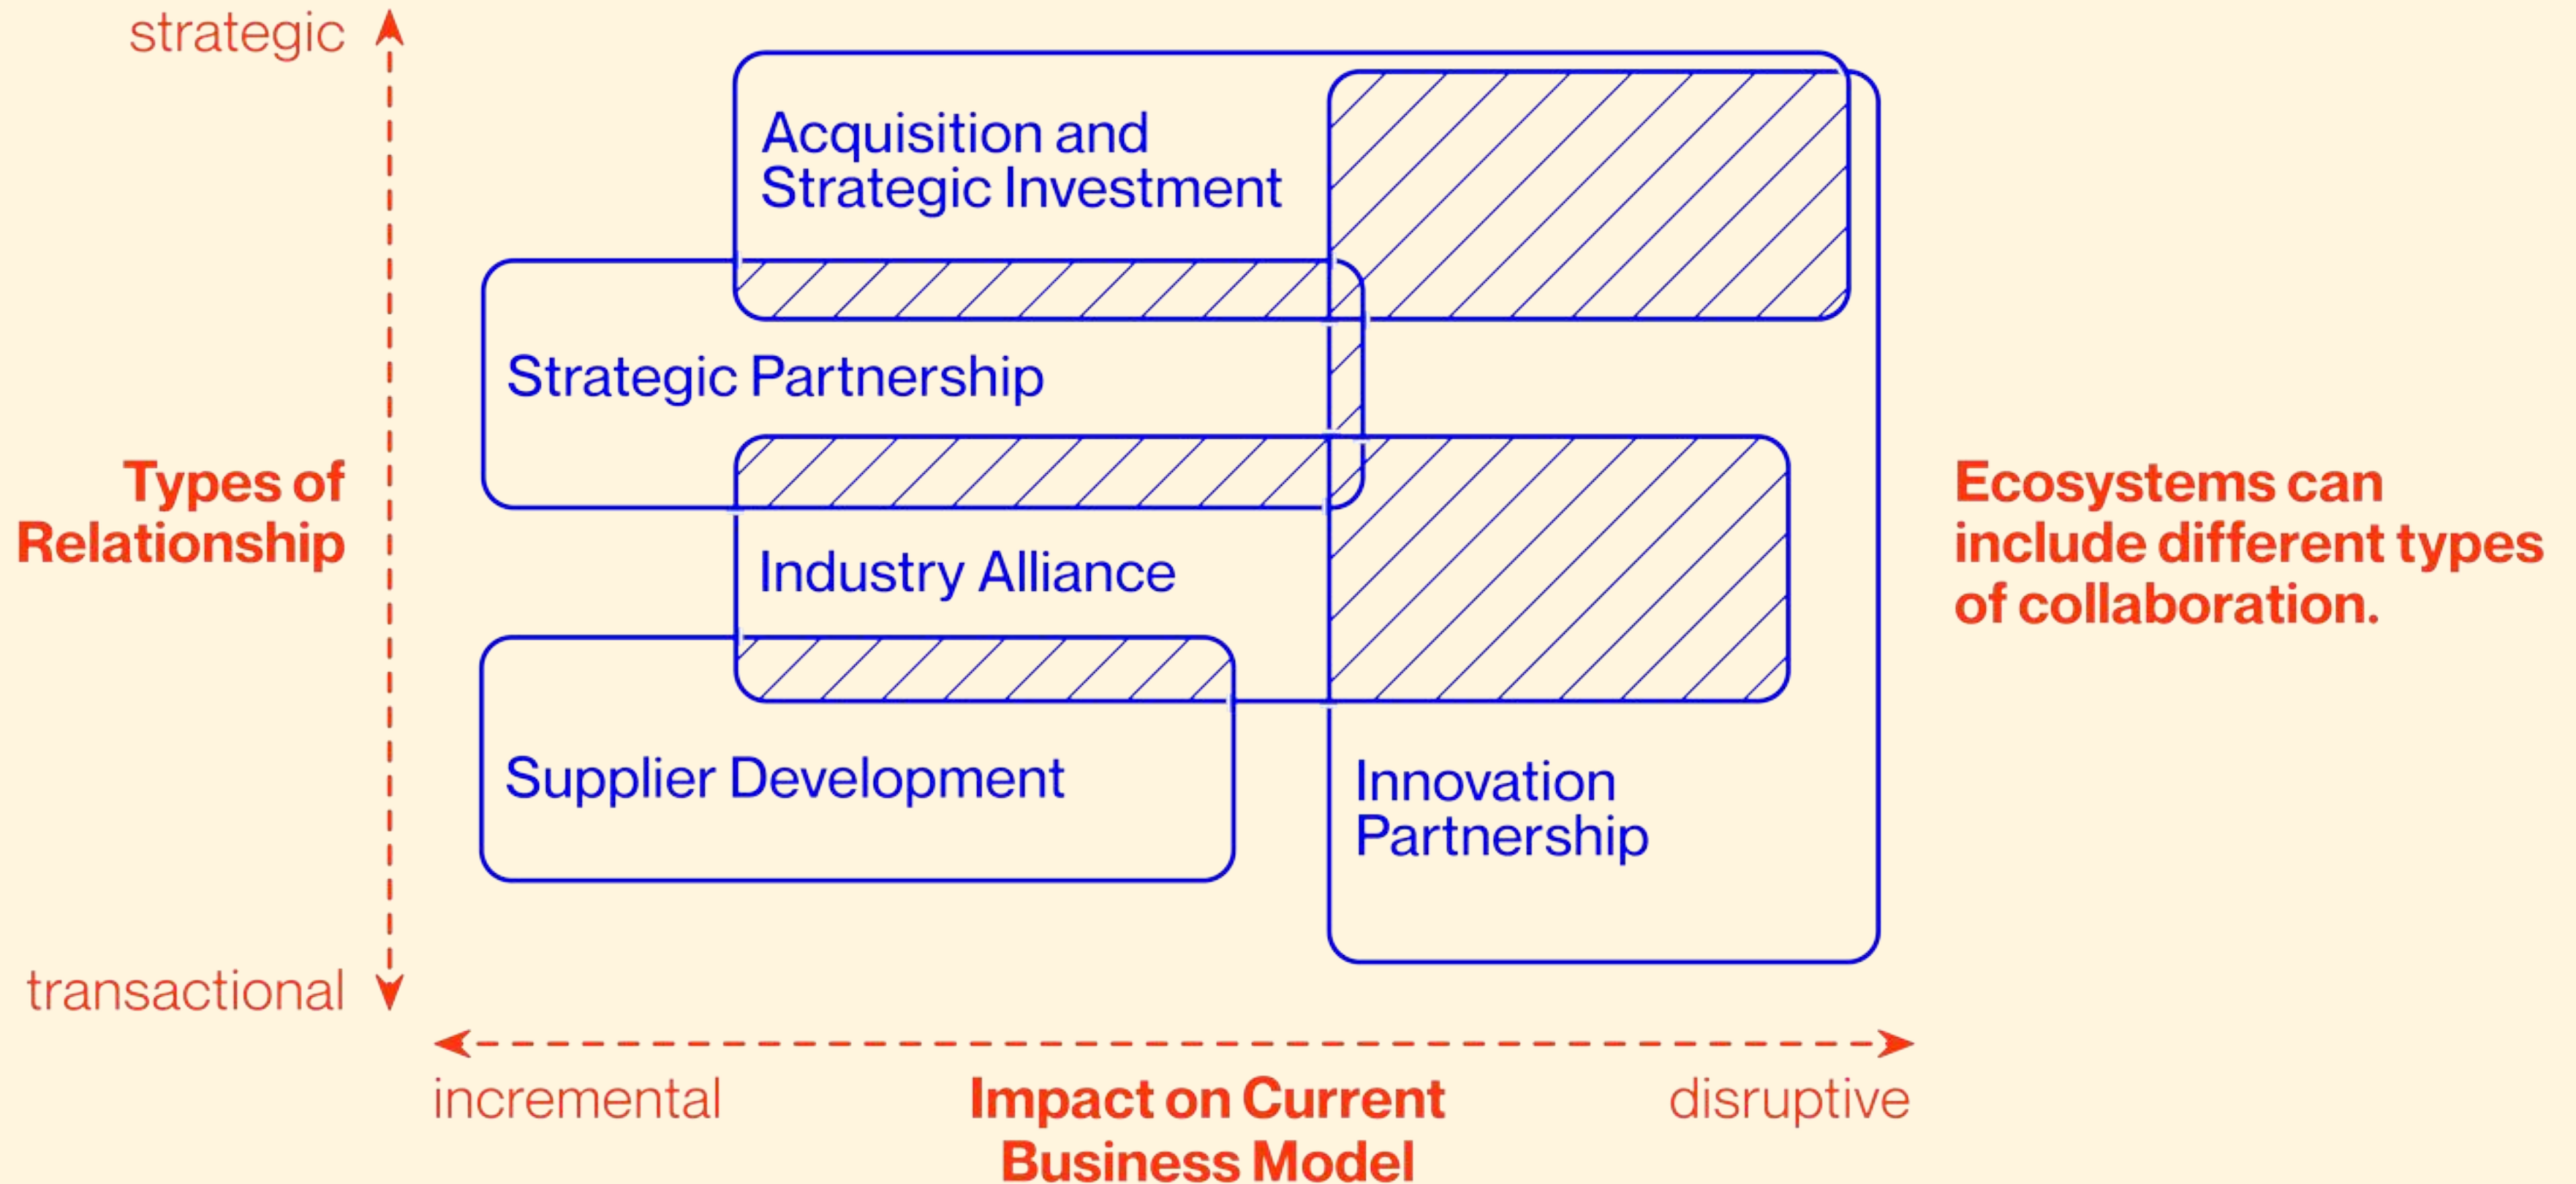 strategic
Acquisition and
Strategic Investment
Strategic Partnership
Types of
Relationship
Ecosystems can
include different types
of collaboration.
Industry Alliance
Supplier Development
Innovation
Partnership
transactional
incremental
Impact on Current
Business Model
disruptive